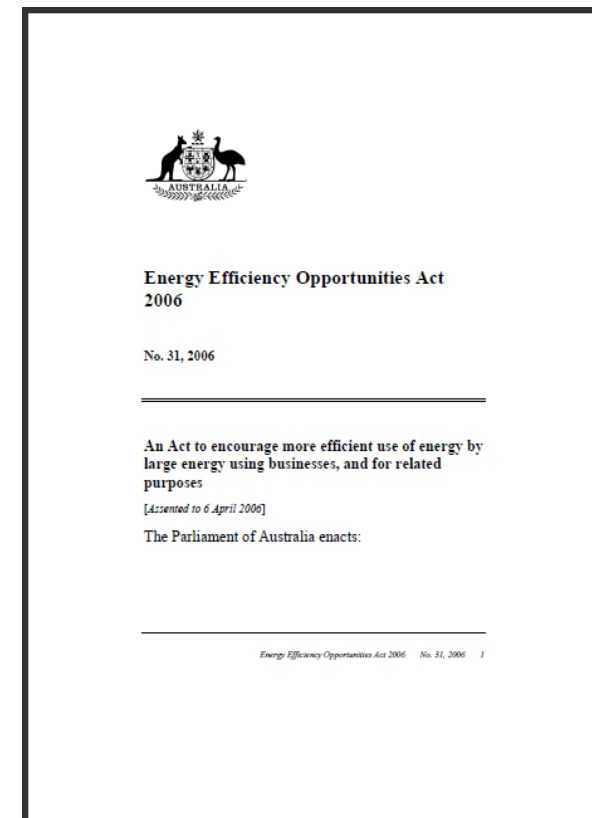 AUSTRALIA
Energy Efficiency Opportunities Act
2006
No. 31, 2006
An Act to encourage more efficient use of energy by
large energy using businesses, and for related
purposes
[Assented to 6 April 2006]
The Parliament of Australia enacts:
Energy Efficiency Opportunities Act 2006 No. 31, 2006 1